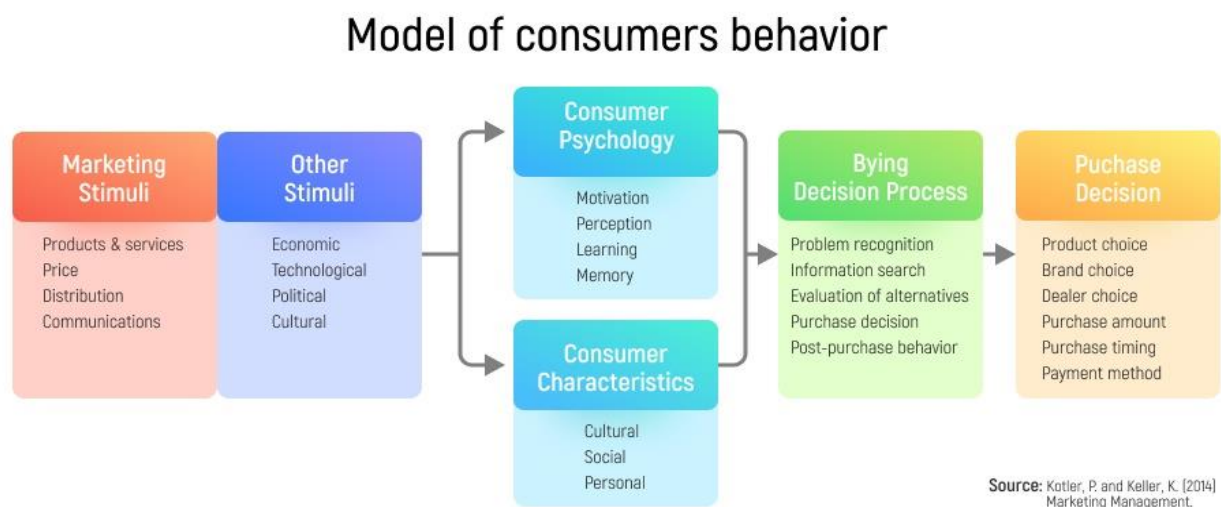 Model of consumers behavior
Marketing
Stimuli
Products & services
Price
Distribution
Communications
Other
Stimuli
Economic
Technological
Political
Cultural
Consumer
Psychology
Motivation
Perception
Learning
Memory
Consumer
Characteristics
Cultural
Social
Personal
Bying
Decision Process
Problem recognition
Information search
Evaluation of alternatives
Purchase decision
Post-purchase behavior
Puchase
Decision
Product choice
Brand choice
Dealer choice
Purchase amount
Purchase timing
Payment method
Source: Kotler, P. and Keller, K. (2014)
Marketing Management.